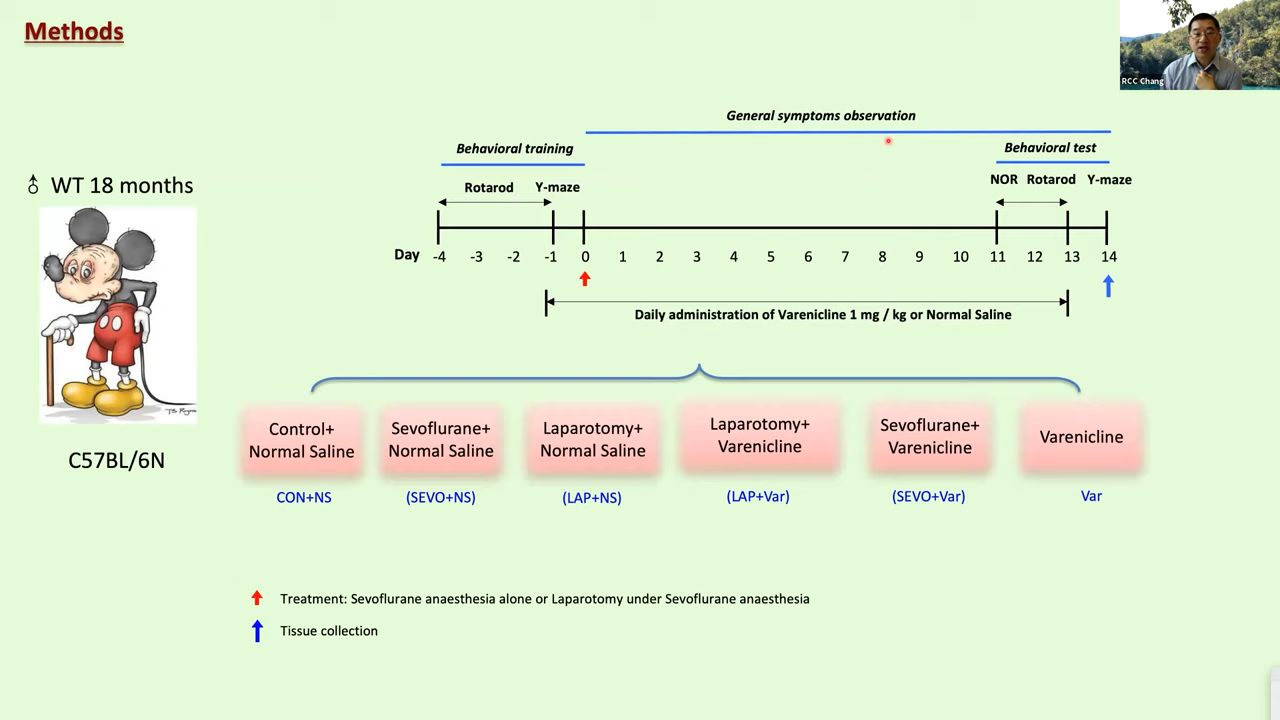 Methods
RCC Chang
General symptoms observation
Behavioral training
Behavioral test
Rotarod Y-maze
NOR Rotarod Y-maze
♂ WT 18 months
Day -4 -3 -2 -1 0 1 2 3 4 5 6 7 8 9 10 11 12 13 14
Daily administration of Varenicline 1 mg / kg or Normal Saline
C57BL/6N
Control+
Normal Saline
Sevoflurane+
Normal Saline
Laparotomy+
Normal Saline
Laparotomy+
Varenicline
Sevoflurane+
Varenicline
Varenicline
CON+NS
(SEVO+NS)
(LAP+NS)
(LAP+Var)
(SEVO+Var)
Var
Treatment: Sevoflurane anaesthesia alone or Laparotomy under Sevoflurane anaesthesia
Tissue collection